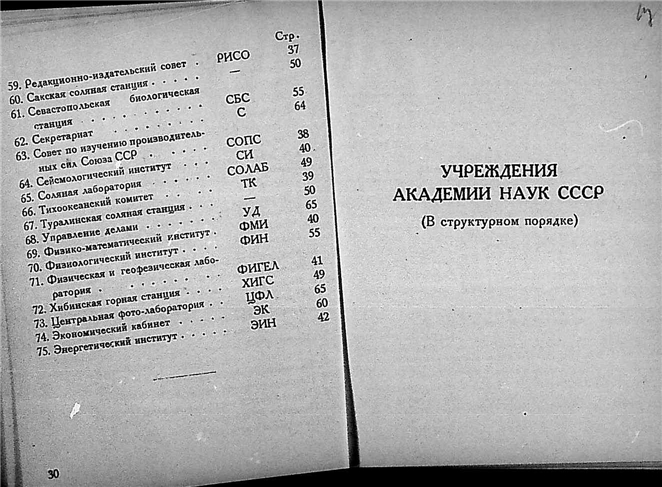 Стр.
59. Редакционно-издательский совет . РИСО 37
60. Сакская соляная станция . . . . . — 50
61. Севастопольская биологическая
станция . . . . . . . . . СБС 55
62. Секретариат . . . . . . . . С 64
63. Совет по изучению производитель-
ных сил Союза ССР . . . . . СОПС 38
64. Сейсмологический институт . . . СИ 40
65. Соляная лаборатория . . . . . СОЛАБ 49
66. Тихоокеанский комитет . . . . ТК 39
67. Туралинская соляная станция . . . — 50
68. Управление делами . . . . . . УД 65
69. Физико-математический институт . ФМИ 40
70. Физиологический институт . . . . ФИН 55
71. Физическая и геофезическая лабо-
ратория . . . . . . . . . ФИГЕЛ 41
72. Хибинская горная станция . . . . ХИГС 49
73. Центральная фото-лаборатория . . . ЦФЛ 65
74. Экономический кабинет . . . . . ЭК 60
75. Энергетический институт . . . . . ЭИН 42
30
УЧРЕЖДЕНИЯ
АКАДЕМИИ НАУК СССР
(В структурном порядке)